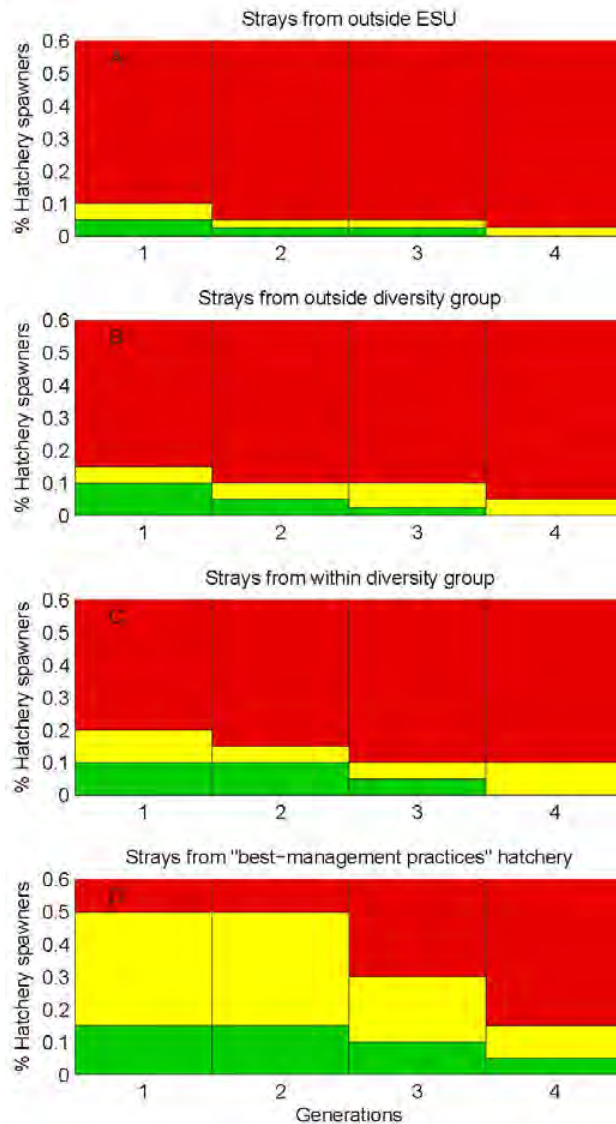 Strays from outside ESU
A
% Hatchery spawners
0.6
0.5
0.4
0.3
0.2
0.1
0
1 2 3 4
Strays from outside diversity group
B
% Hatchery spawners
0.6
0.5
0.4
0.3
0.2
0.1
0
1 2 3 4
Strays from within diversity group
C
% Hatchery spawners
0.6
0.5
0.4
0.3
0.2
0.1
0
1 2 3 4
Strays from "best-management practices" hatchery
D
% Hatchery spawners
0.6
0.5
0.4
0.3
0.2
0.1
0
1 2 3 4
Generations